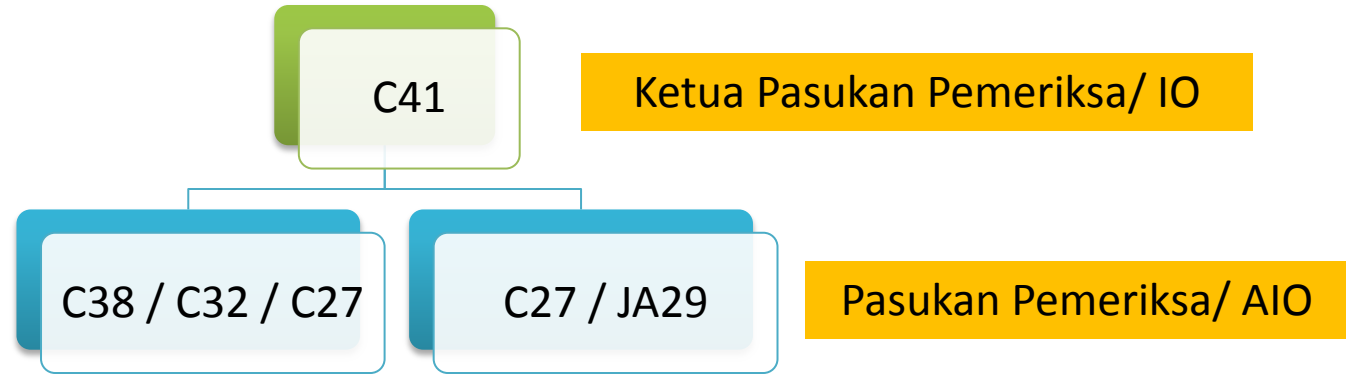 C41
Ketua Pasukan Pemeriksa/ IO
C38 / C32 / C27
C27 / JA29
Pasukan Pemeriksa/ AIO